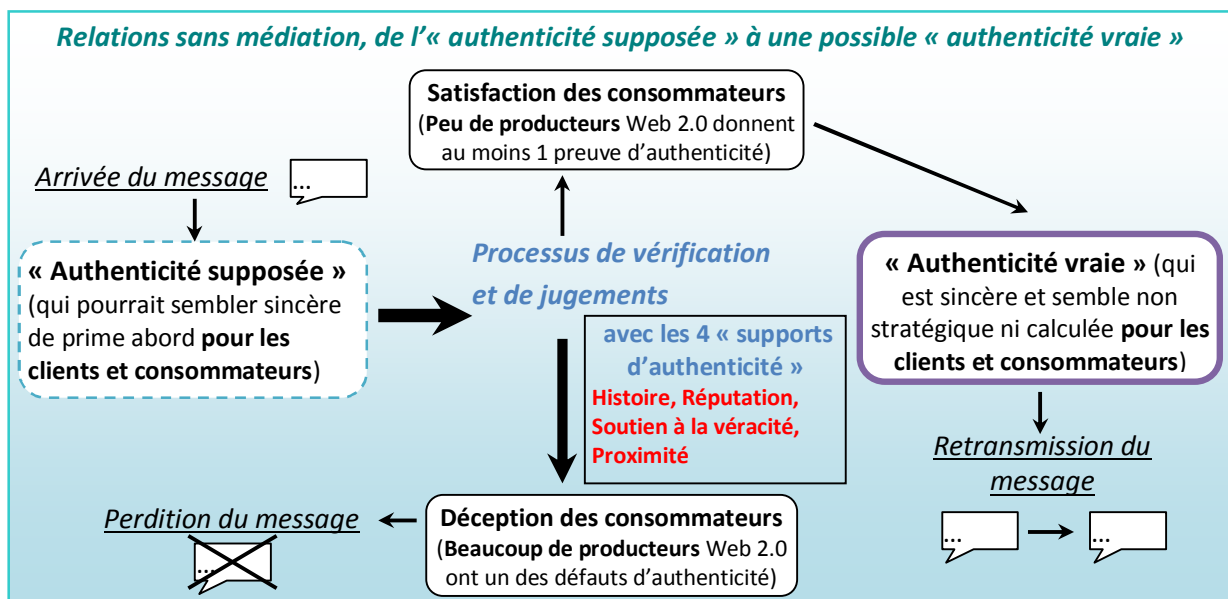 Relations sans médiation, de l'« authenticité supposée » à une possible « authenticité vraie »
Satisfaction des consommateurs
(Peu de producteurs Web 2.0 donnent
au moins 1 preuve d'authenticité)
Arrivée du message
...
« Authenticité supposée »
(qui pourrait sembler sincère
de prime abord pour les
clients et consommateurs)
Processus de vérification
et de jugements
avec les 4 « supports
d'authenticité »
Histoire, Réputation,
Soutien à la véracité,
Proximité
« Authenticité vraie » (qui
est sincère et semble non
stratégique ni calculée pour les
clients et consommateurs)
Retransmission du
message
...
...
Déception des consommateurs
(Beaucoup de producteurs Web 2.0
ont un des défauts d'authenticité)
Perdition du message
...